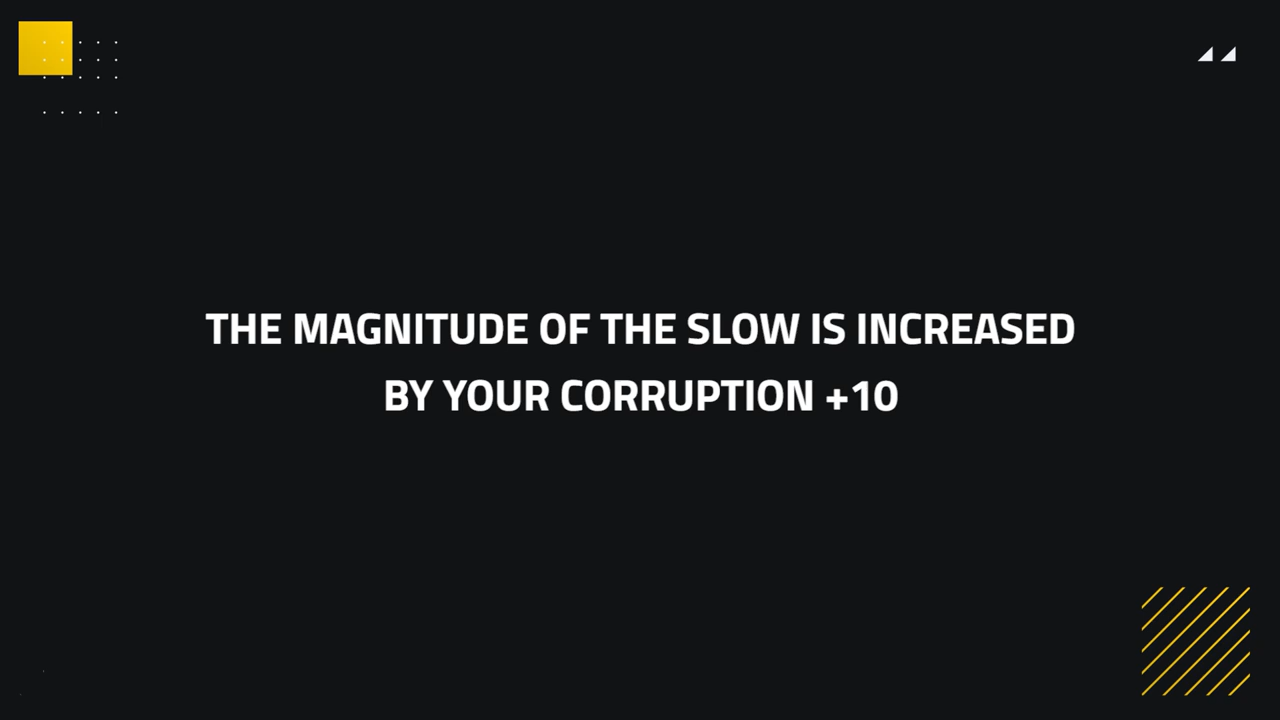 THE MAGNITUDE OF THE SLOW IS INCREASED
BY YOUR CORRUPTION +10